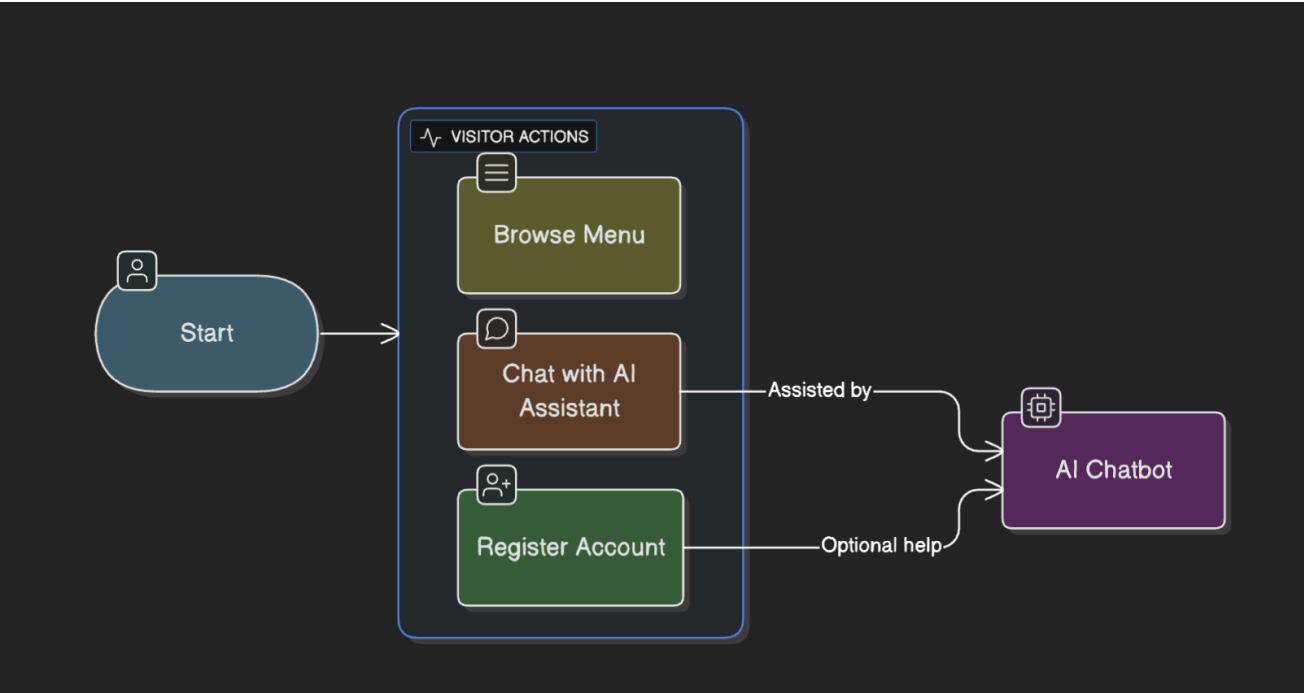 VISITOR ACTIONS
Browse Menu
Start
Chat with AI
Assistant
Assisted by
AI Chatbot
Register Account
Optional help